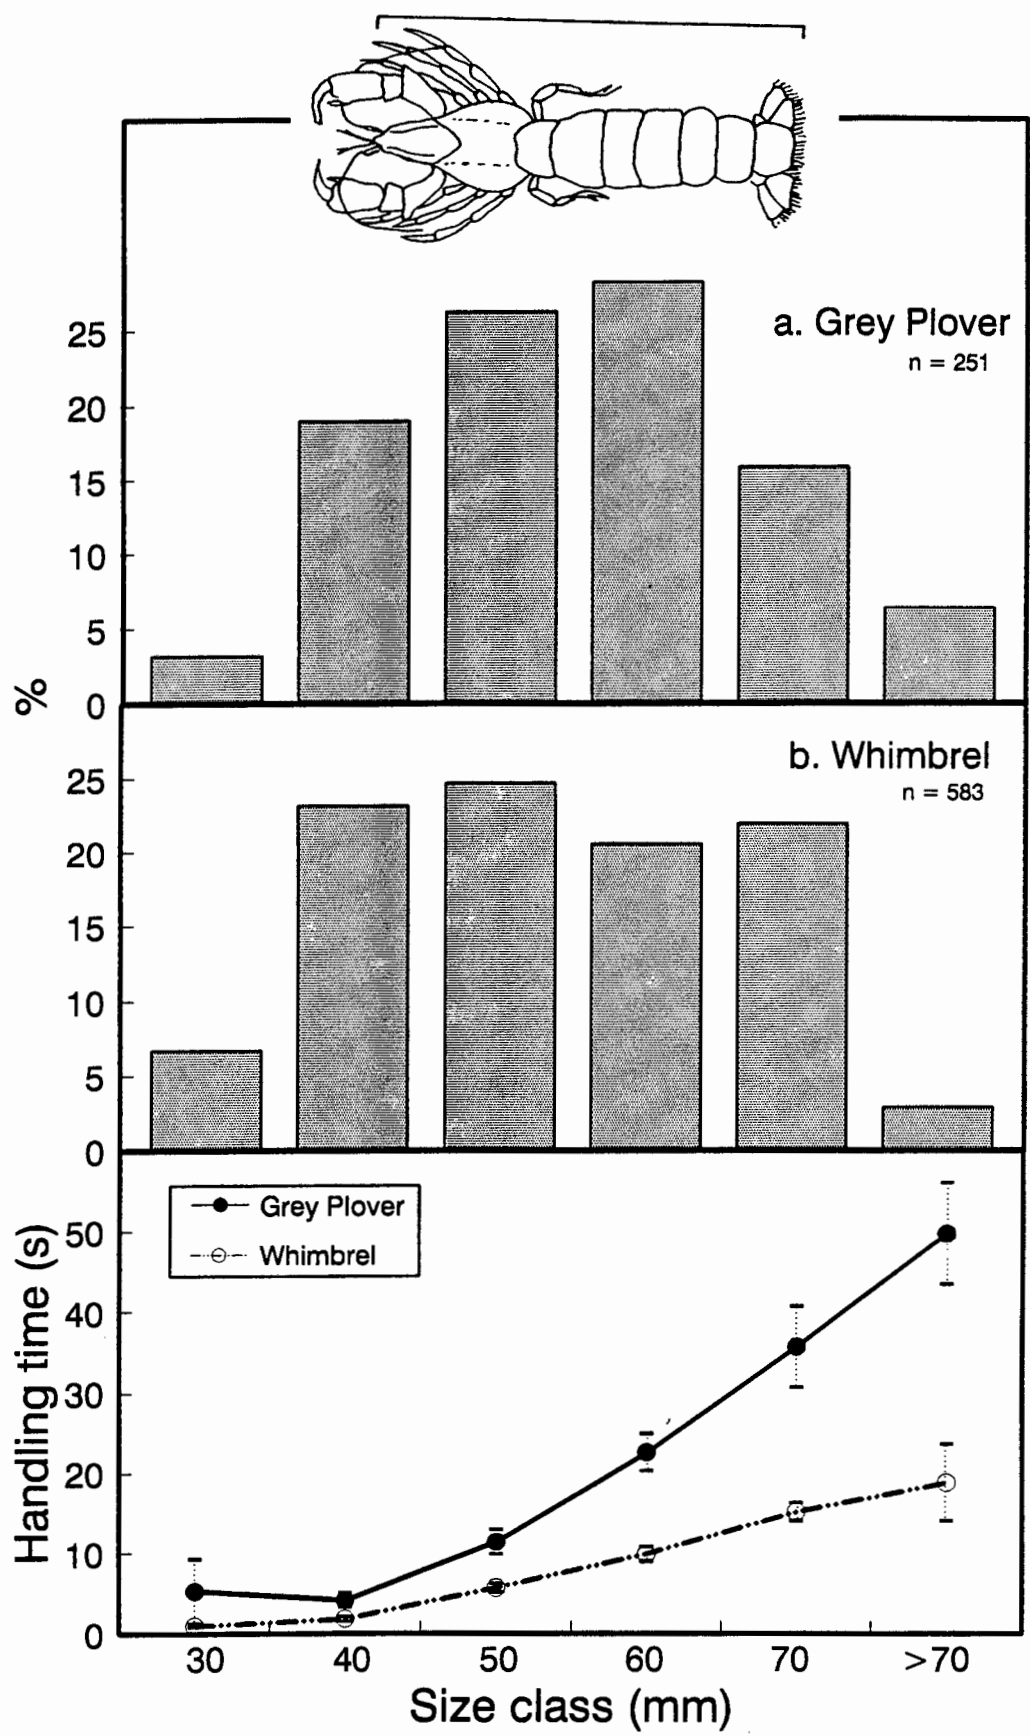 a. Grey Plover
n = 251
25
20
15
10
5
0
%
b. Whimbrel
n = 583
25
20
15
10
5
0
Grey Plover
Whimbrel
Handling time (s)
50
40
30
20
10
0
30 40 50 60 70 >70
Size class (mm)